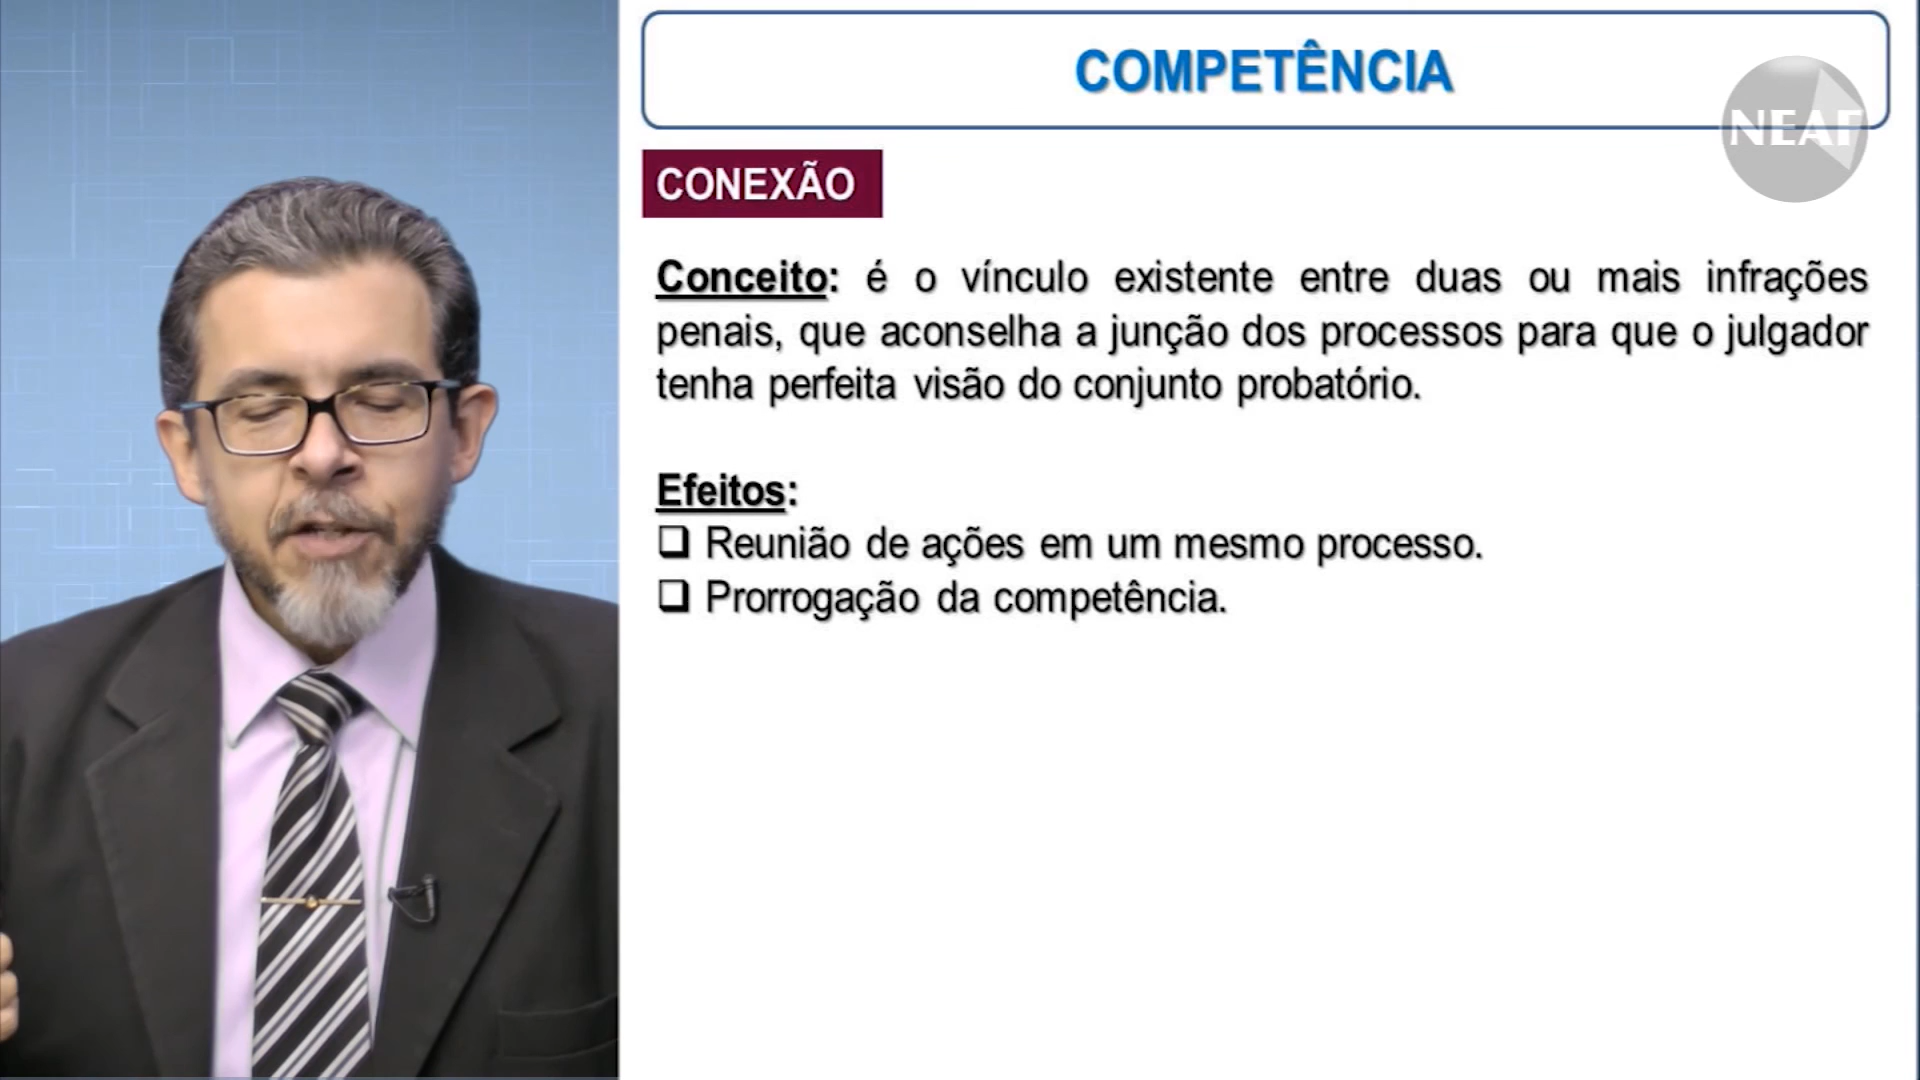 COMPETÊNCIA
NEAF
CONEXÃO
Conceito: é o vínculo existente entre duas ou mais infrações
penais, que aconselha a junção dos processos para que o julgador
tenha perfeita visão do conjunto probatório.
Efeitos:
❑ Reunião de ações em um mesmo processo.
❑ Prorrogação da competência.